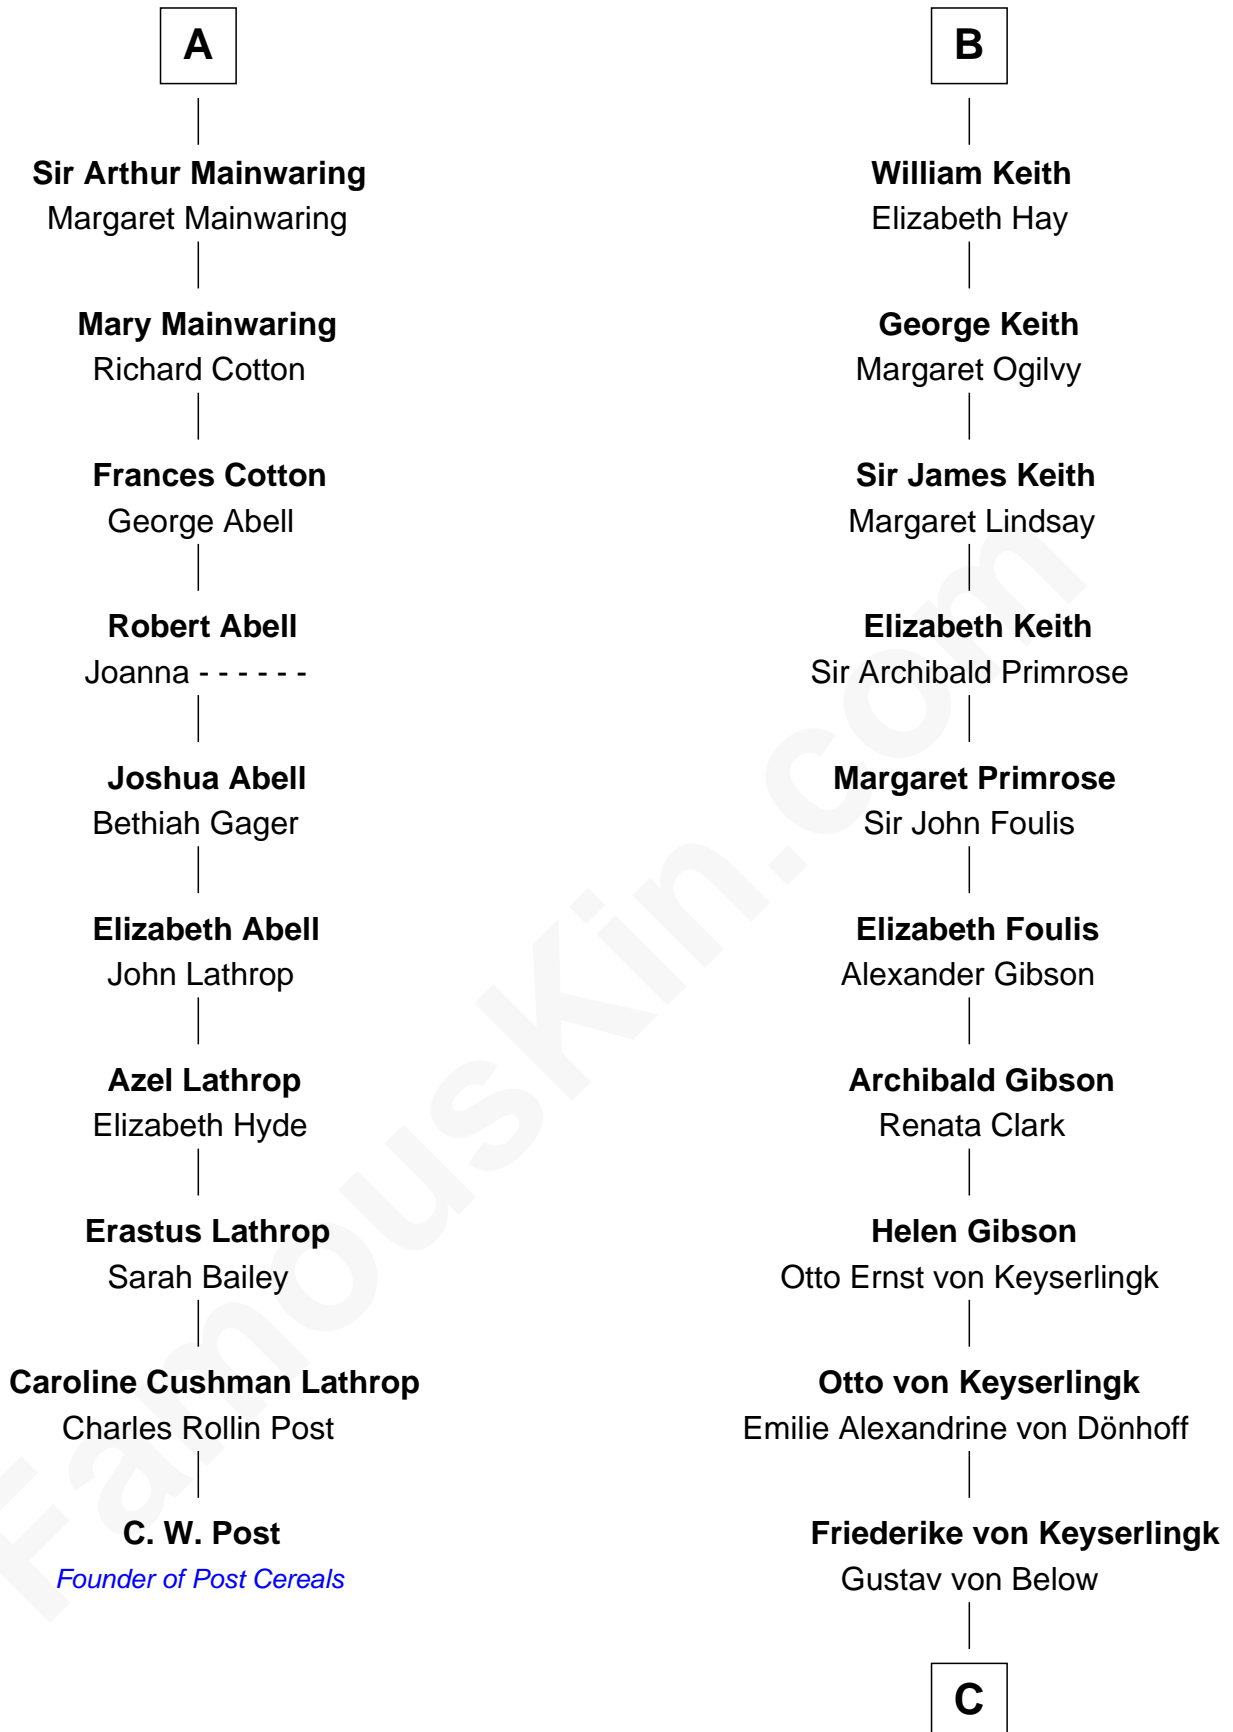 A
Sir Arthur Mainwaring
Margaret Mainwaring
Mary Mainwaring
Richard Cotton
Frances Cotton
George Abell
Robert Abell
Joanna - - - - - -
Joshua Abell
Bethiah Gager
Elizabeth Abell
John Lathrop
Azel Lathrop
Elizabeth Hyde
Erastus Lathrop
Sarah Bailey
Caroline Cushman Lathrop
Charles Rollin Post
C. W. Post
Founder of Post Cereals
B
William Keith
Elizabeth Hay
George Keith
Margaret Ogilvy
Sir James Keith
Margaret Lindsay
Elizabeth Keith
Sir Archibald Primrose
Margaret Primrose
Sir John Foulis
Elizabeth Foulis
Alexander Gibson
Archibald Gibson
Renata Clark
Helen Gibson
Otto Ernst von Keyserlingk
Otto von Keyserlingk
Emilie Alexandrine von Dönhoff
Friederike von Keyserlingk
Gustav von Below
C
FamousKin.com